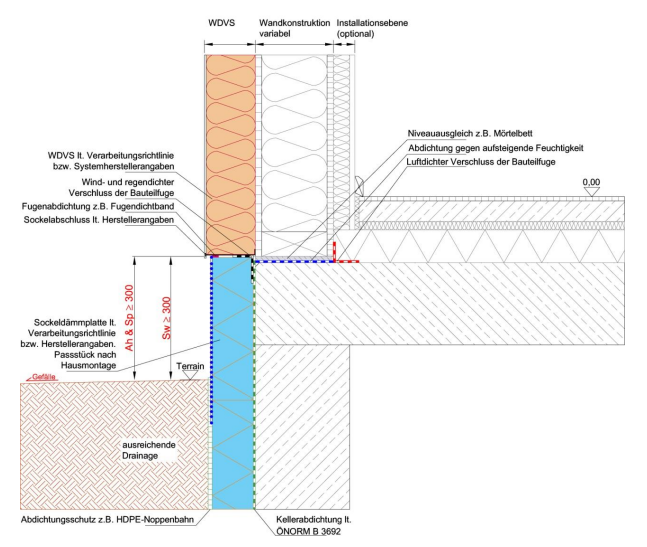 WDVS
Wandkonstruktion
variabel
Installationsebene
(optional)
Niveauausgleich z.B. Mörtelbett
Abdichtung gegen aufsteigende Feuchtigkeit
Luftdichter Verschluss der Bauteilfuge
WDVS lt. Verarbeitungsrichtlinie
bzw. Systemherstellerangaben
Wind- und regendichter
Verschluss der Bauteilfuge
Fugenabdichtung z.B. Fugendichtband
Sockelabschluss lt. Herstellerangaben
0,00
Ah & Sp ≥ 300
Sw ≥ 300
Sockeldämmplatte lt.
Verarbeitungsrichtlinie
bzw. Herstellerangaben.
Passstück nach
Hausmontage
Gefälle
Terrain
ausreichende
Drainage
Abdichtungsschutz z.B. HDPE-Noppenbahn
Kellerabdichtung lt.
ÖNORM B 3692